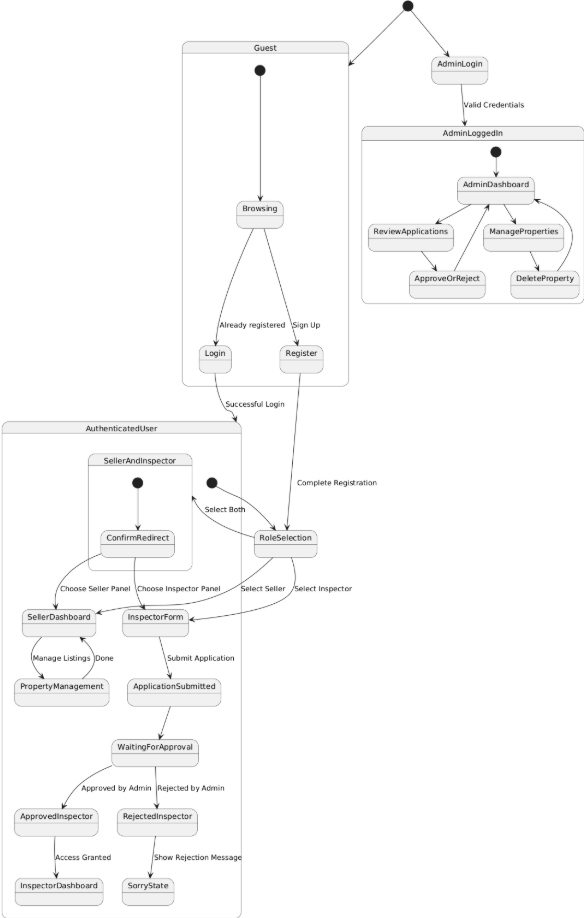 Guest
AdminLogin
Valid Credentials
AdminLoggedIn
AdminDashboard
Browsing
ReviewApplications
ManageProperties
ApproveOrReject
DeleteProperty
Already registered
Sign Up
Login
Register
Successful Login
AuthenticatedUser
SellerAndInspector
Complete Registration
Select Both
ConfirmRedirect
RoleSelection
Choose Seller Panel
Choose Inspector Panel
Select Seller
Select Inspector
SellerDashboard
InspectorForm
Manage Listings
Done
Submit Application
PropertyManagement
ApplicationSubmitted
WaitingForApproval
Approved by Admin
Rejected by Admin
ApprovedInspector
RejectedInspector
Access Granted
Show Rejection Message
InspectorDashboard
SorryState